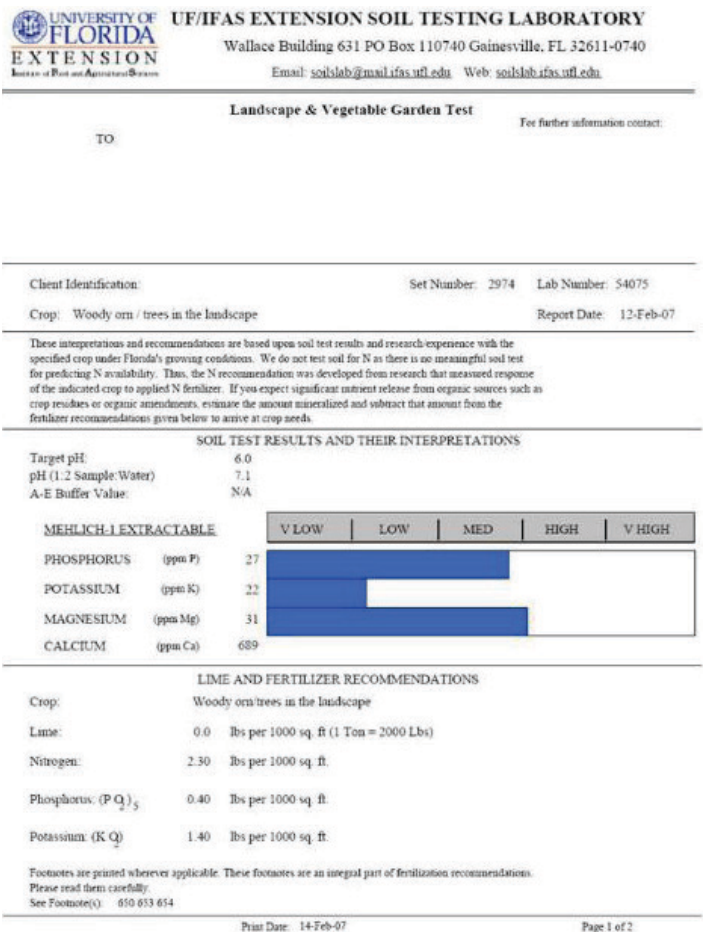 UNIVERSITY OF
FLORIDA
EXTENSION
Institute of Food and Agricultural Sciences
UF/IFAS EXTENSION SOIL TESTING LABORATORY
Wallace Building 631 PO Box 110740 Gainesville, FL 32611-0740
Email: soilslab@mail.ifas.ufl.edu Web: soilslab.ifas.ufl.edu
Landscape & Vegetable Garden Test
For further information contact:
TO
Client Identification:
Set Number: 2974 Lab Number: 54075
Crop: Woody orn / trees in the landscape
Report Date: 12-Feb-07
These interpretations and recommendations are based upon soil test results and research/experience with the
specified crop under Florida's growing conditions. We do not test soil for N as there is no meaningful soil test
for predicting N availability. Thus, the N recommendation was developed from research that measured response
of the indicated crop to applied N fertilizer. If you expect significant nutrient release from organic sources such as
crop residues or organic amendments, estimate the amount mineralized and subtract that amount from the
fertilizer recommendations given below to arrive at crop needs.
SOIL TEST RESULTS AND THEIR INTERPRETATIONS
Target pH: 6.0
pH (1:2 Sample:Water) 7.1
A-E Buffer Value: N/A
MEHLICH-1 EXTRACTABLE V LOW LOW MED HIGH V HIGH
PHOSPHORUS (ppm P) 27
POTASSIUM (ppm K) 22
MAGNESIUM (ppm Mg) 31
CALCIUM (ppm Ca) 689
LIME AND FERTILIZER RECOMMENDATIONS
Crop: Woody orn/trees in the landscape
Lime: 0.0 lbs per 1000 sq. ft (1 Ton = 2000 Lbs)
Nitrogen: 2.30 lbs per 1000 sq. ft.
Phosphorus: (P O2)5 0.40 lbs per 1000 sq. ft.
Potassium: (K O)2 1.40 lbs per 1000 sq. ft.
Footnotes are printed wherever applicable. These footnotes are an integral part of fertilization recommendations.
Please read them carefully.
See Footnote(s): 650 653 654
Print Date: 14-Feb-07 Page 1 of 2